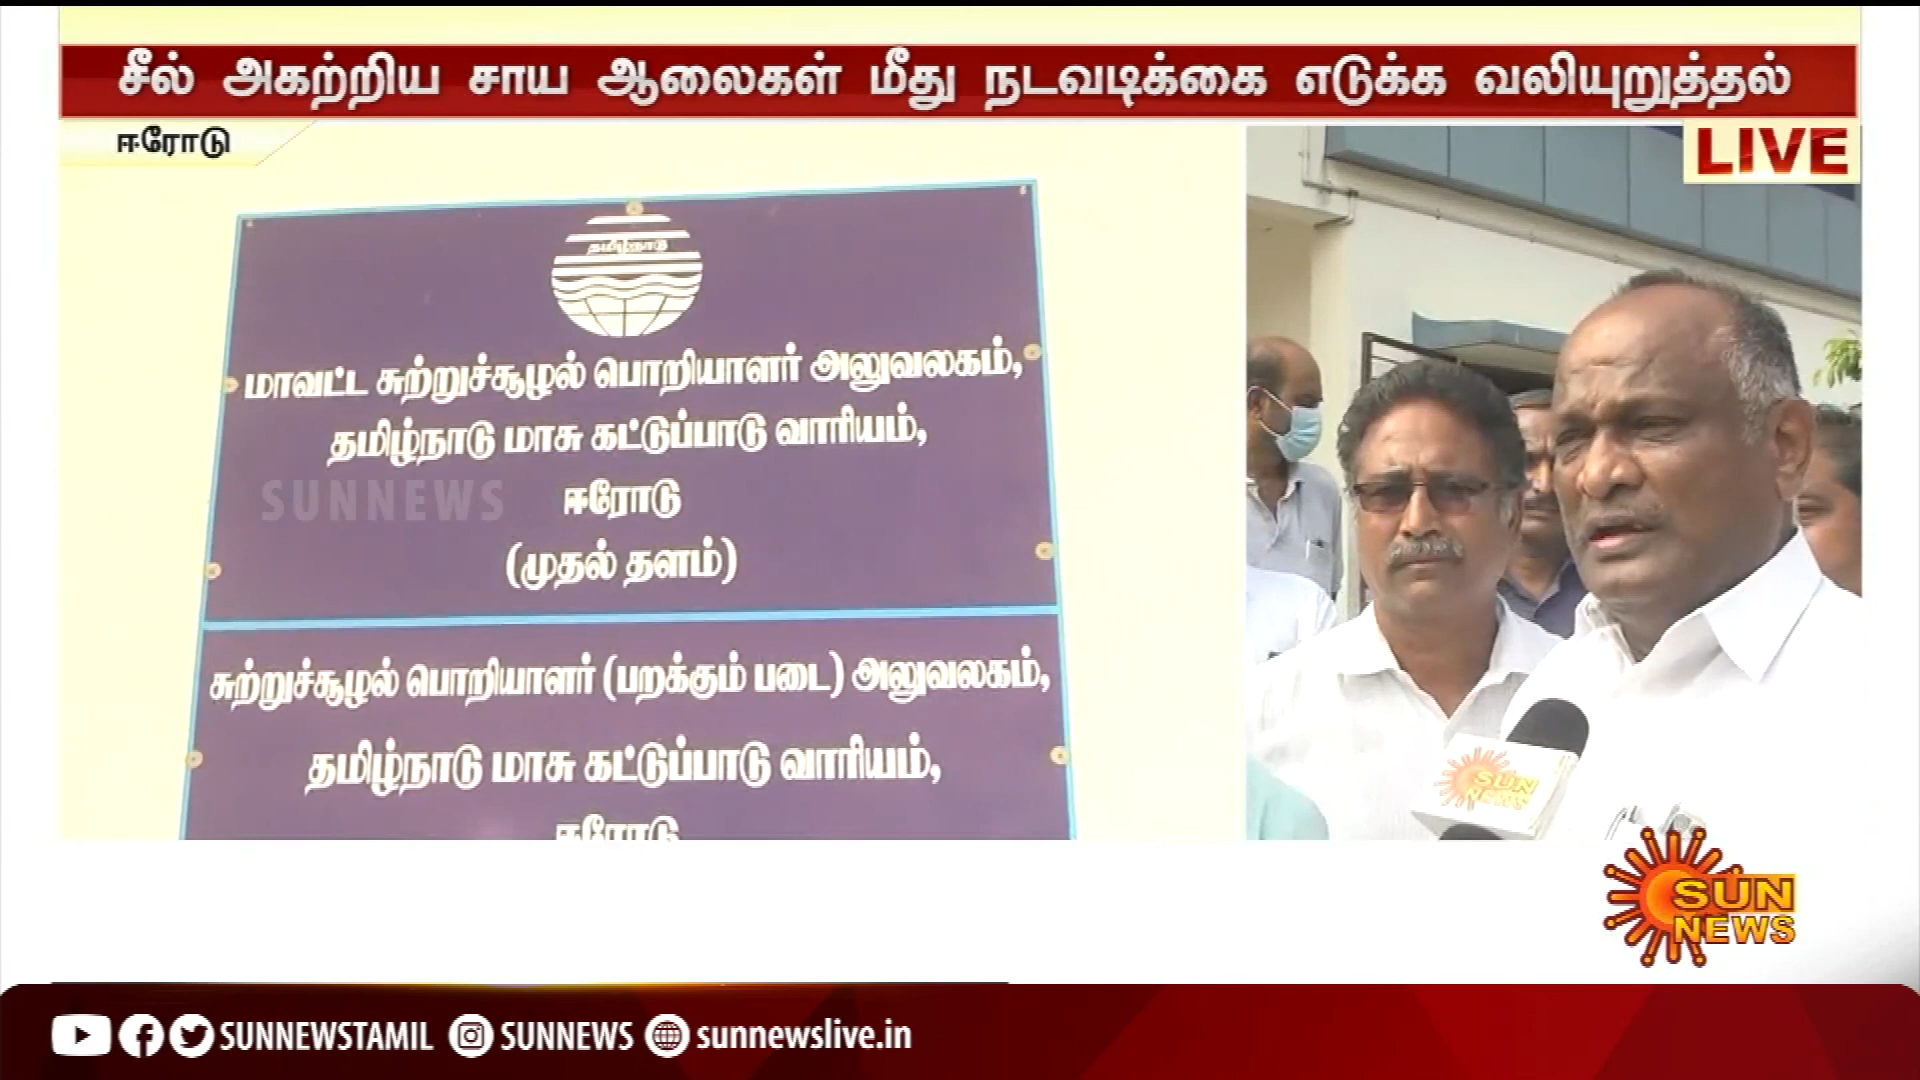 சீல் அகற்றிய சாய ஆலைகள் மீது நடவடிக்கை எடுக்க வலியுறுத்தல்
ஈரோடு
LIVE
தமிழ்நாடு
மாவட்ட சுற்றுச்சூழல் பொறியாளர் அலுவலகம்,
தமிழ்நாடு மாசு கட்டுப்பாடு வாரியம்,
ஈரோடு
(முதல் தளம்)
SUNNEWS
சுற்றுச்சூழல் பொறியாளர் (பறக்கும் படை) அலுவலகம்,
தமிழ்நாடு மாசு கட்டுப்பாடு வாரியம்,
ஈரோடு
SUN
NEWS
SUN
NEWS
SUNNEWSTAMIL SUNNEWS sunnewslive.in